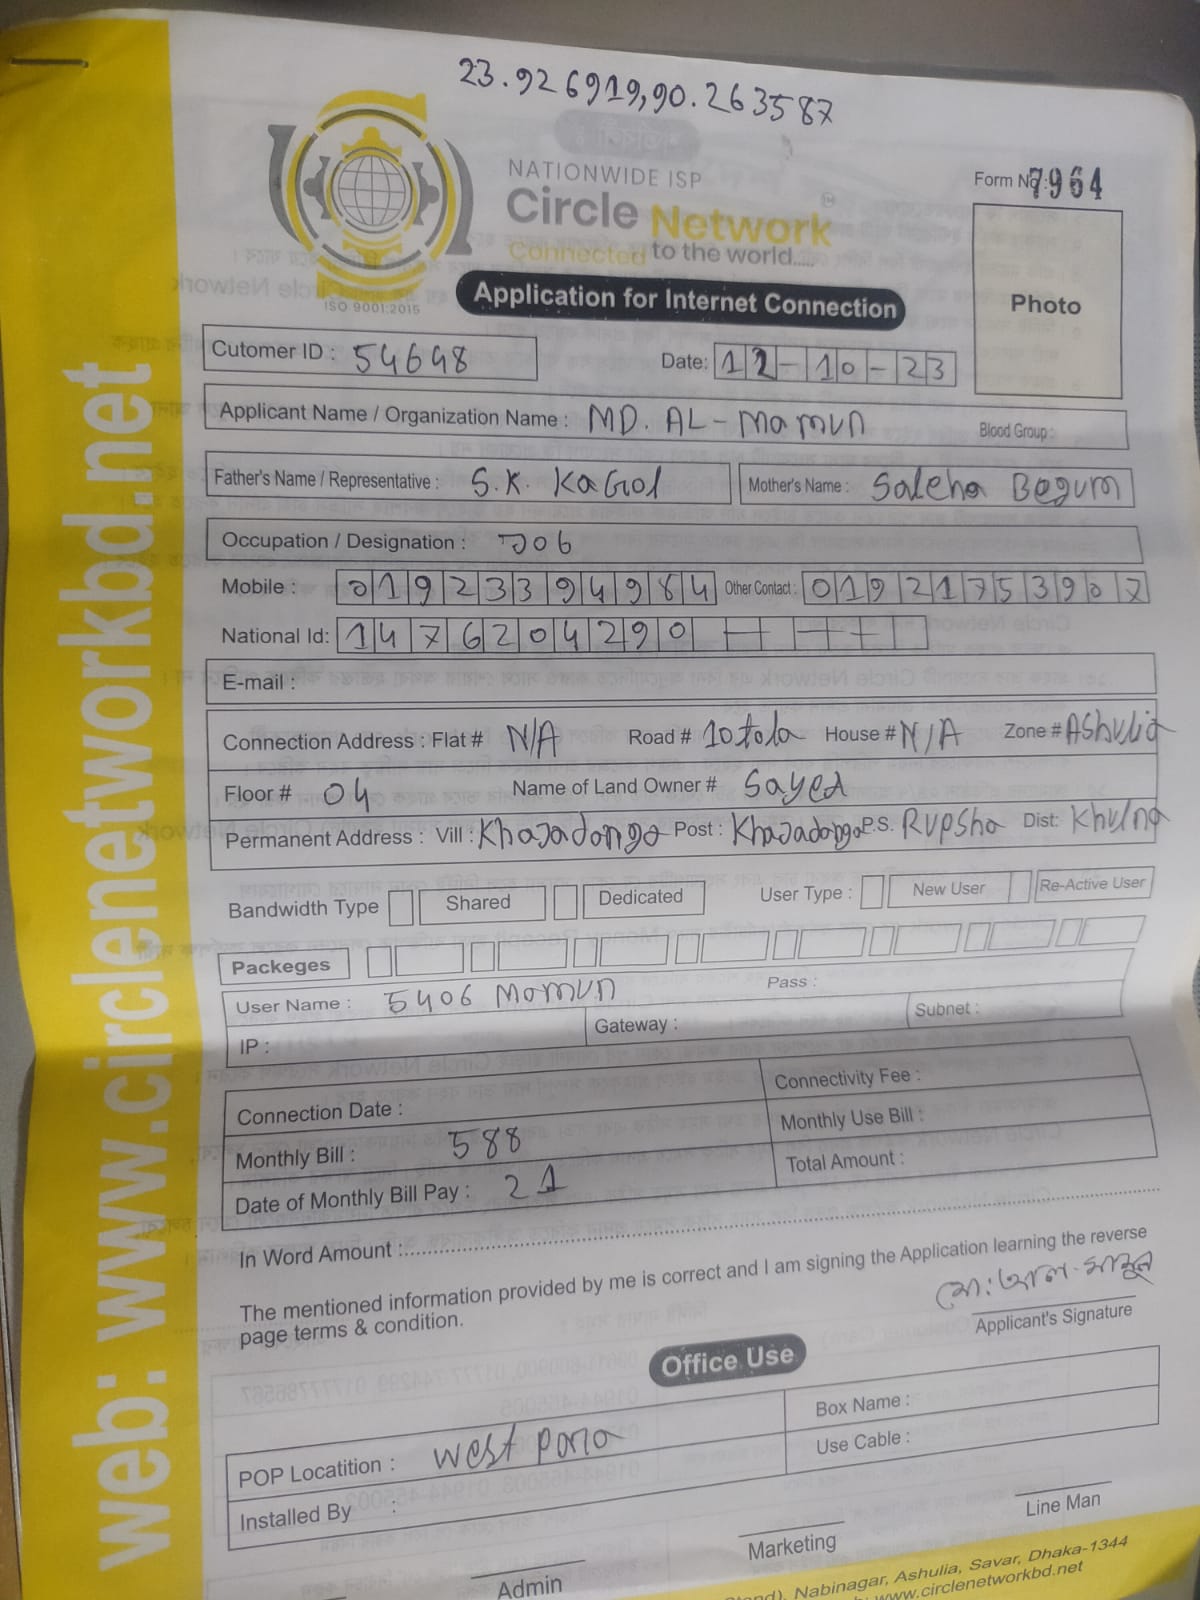 23.926919,90.263587
NATIONWIDE ISP
Circle Network
Connected to the world.....
ISO 9001:2015
Form No: 7964
Photo
Application for Internet Connection
Cutomer ID : 54648
Date: 12-10-23
Applicant Name / Organization Name : MD. AL-Mamun
Blood Group:
Father's Name / Representative : S.K. Kagol
Mother's Name : Saleha Begum
Occupation / Designation : Job
Mobile : 01923394984 Other Contact : 01921753907
National Id: 1476204290
E-mail :
Connection Address : Flat # N/A Road # 10tola House # N/A Zone # AShulia
Floor # 04 Name of Land Owner # Sayed
Permanent Address : Vill : Khajadanga Post : Khajadanga P.S. Rupsha Dist: Khulna
Bandwidth Type Shared Dedicated User Type : New User Re-Active User
Packeges
User Name : 5406 Momun Pass :
IP : Gateway : Subnet :
Connection Date : Connectivity Fee :
Monthly Bill : 588 Monthly Use Bill :
Date of Monthly Bill Pay : 21 Total Amount :
In Word Amount :
The mentioned information provided by me is correct and I am signing the Application learning the reverse
page terms & condition.
মো: আল-মামুন
Applicant's Signature
Office Use
POP Locatition : West para Box Name :
Installed By : Use Cable :
Admin Marketing Line Man
Nabinagar, Ashulia, Savar, Dhaka-1344
www.circlenetworkbd.net
web: www.circlenetworkbd.net